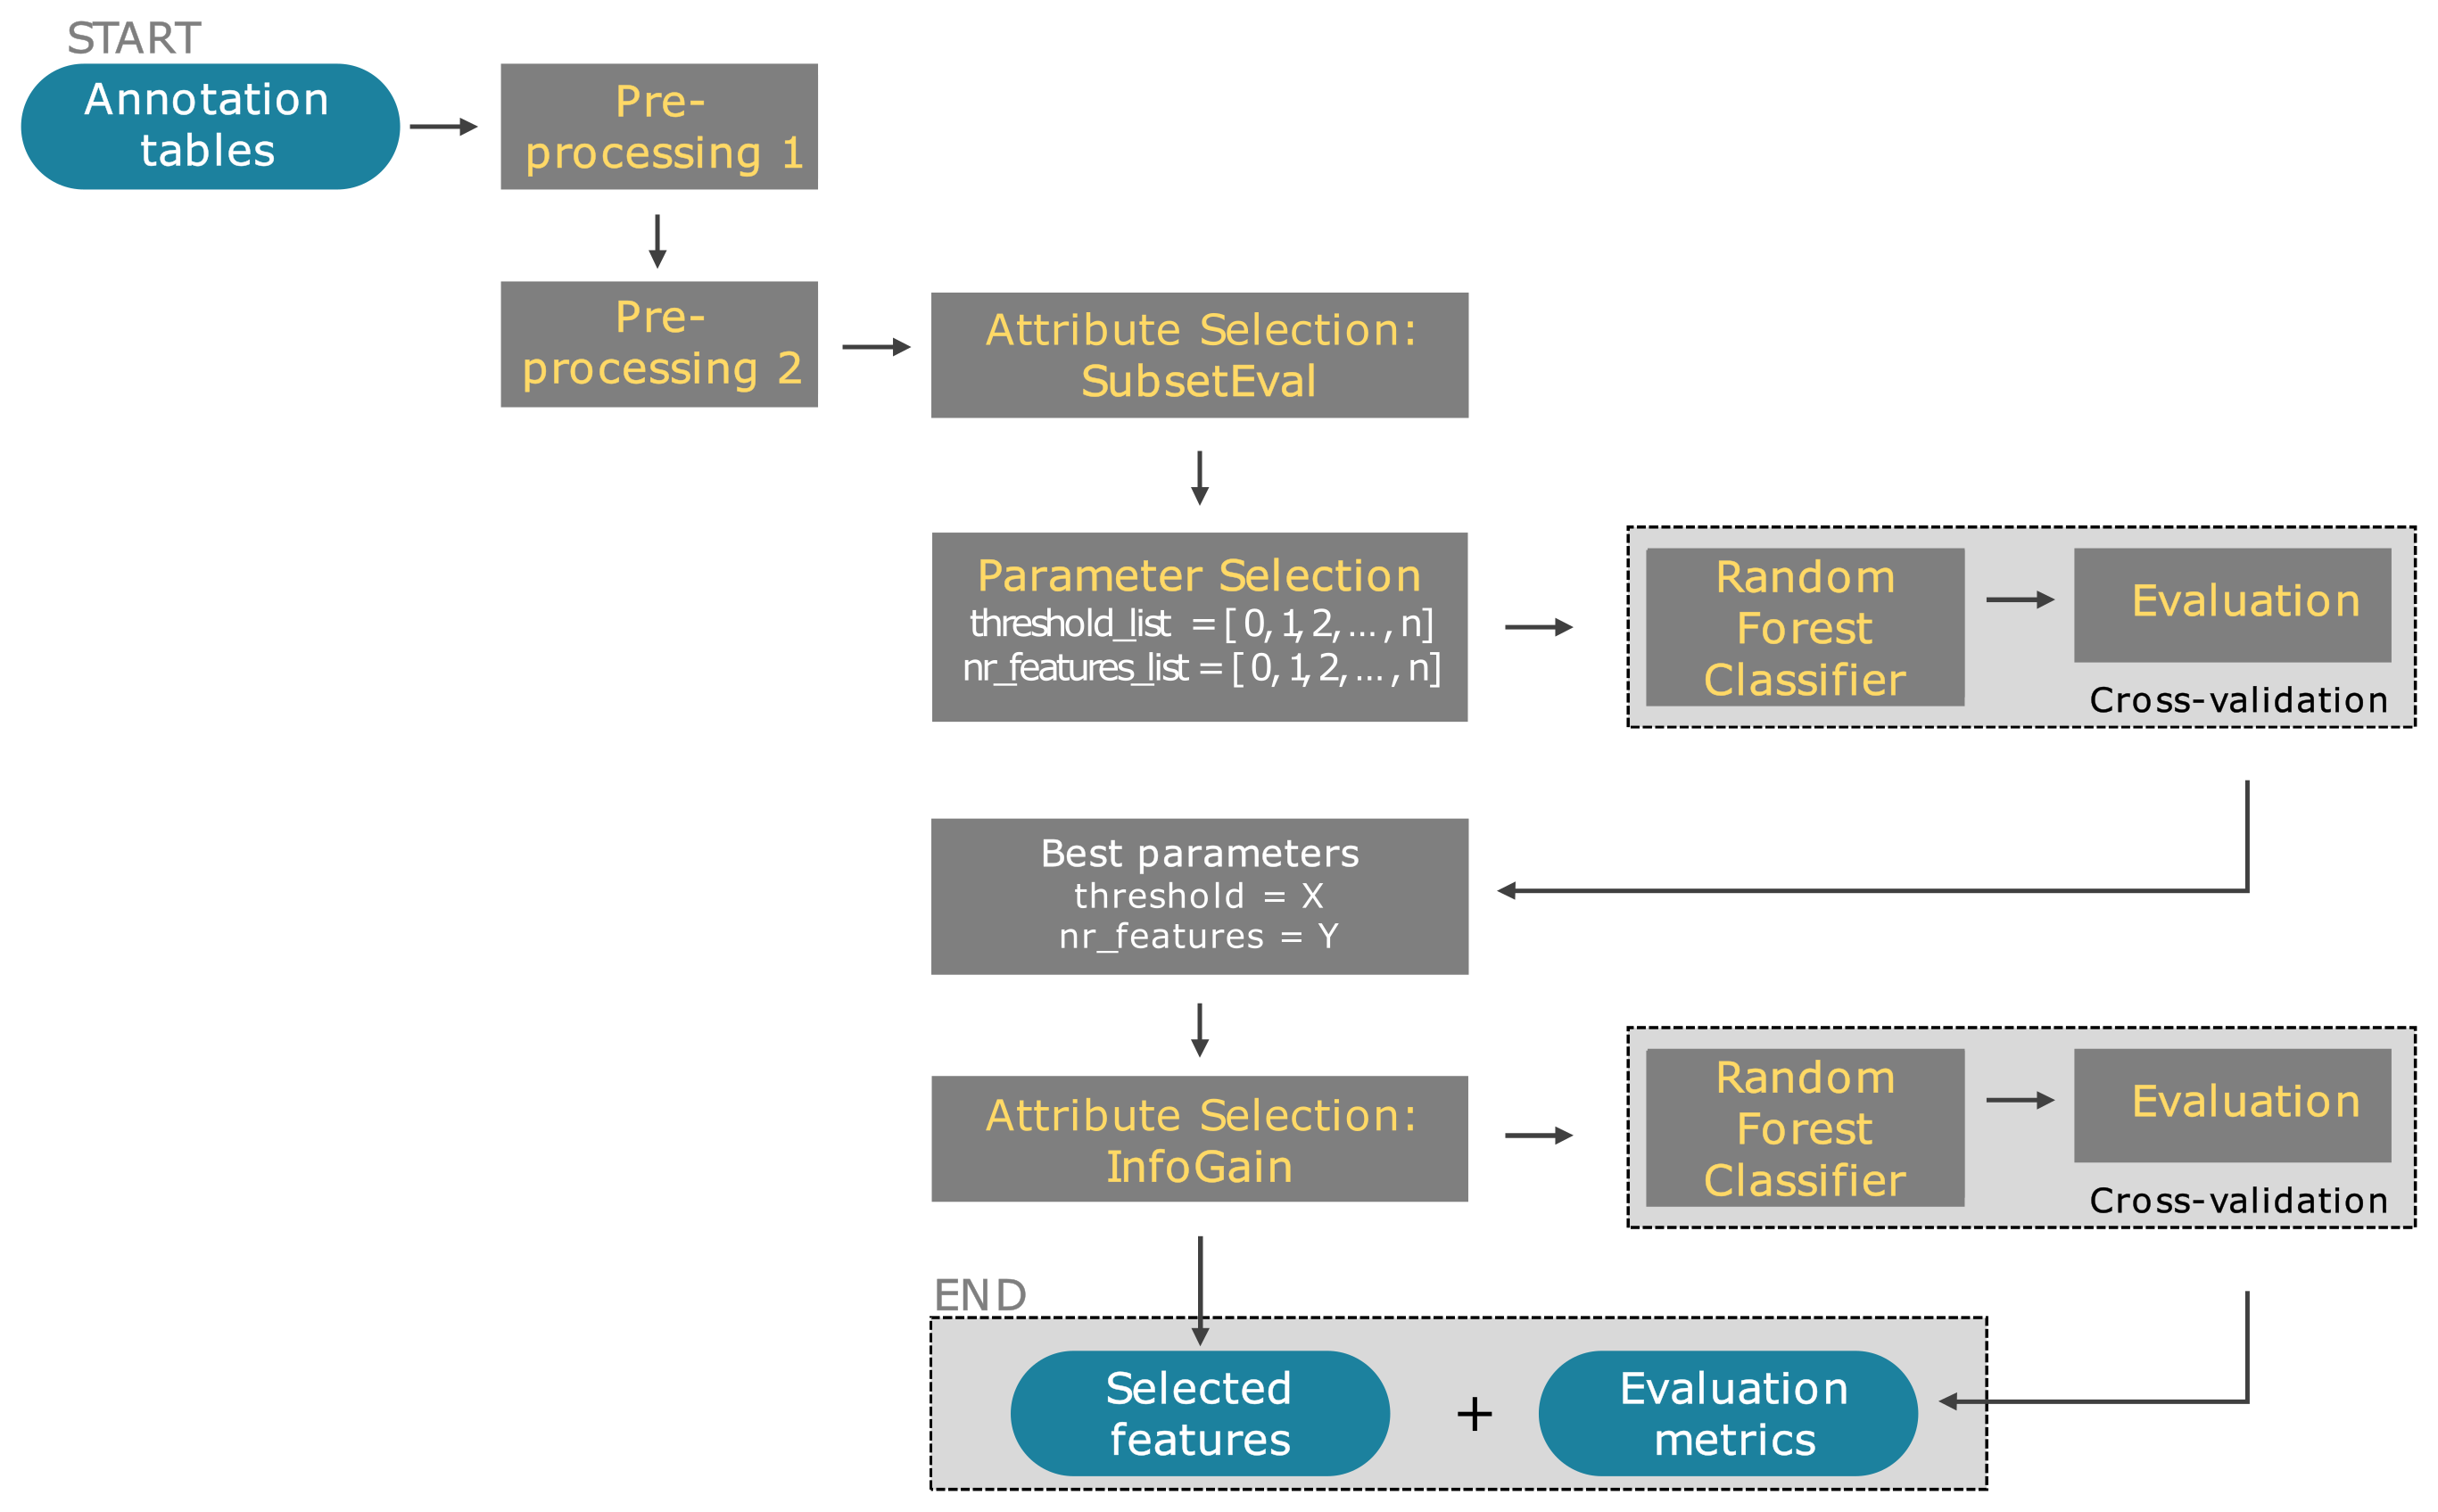 START
Annotation
tables
Pre-
processing 1
Pre-
processing 2
Attribute Selection:
SubsetEval
Parameter Selection
threshold_list = [ 0, 1 2, ... , n]
nr_features_list = [ 0, 1 2, ... , n]
Random
Forest
Classifier
Evaluation
Cross-validation
Best parameters
threshold = X
nr_features = Y
Attribute Selection:
InfoGain
Random
Forest
Classifier
Evaluation
Cross-validation
END
Selected
features
+
Evaluation
metrics